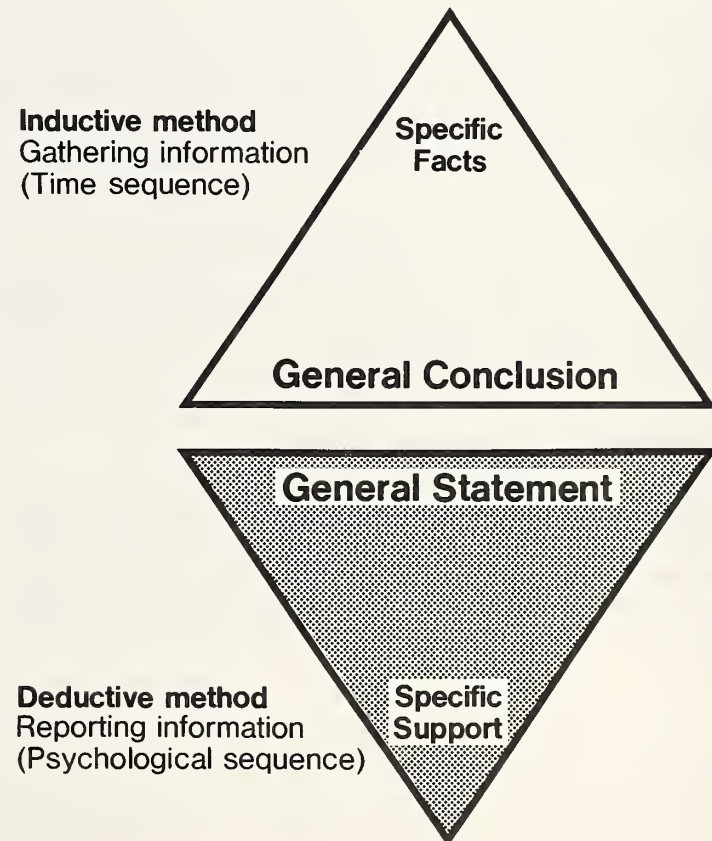 Inductive method
Gathering information
(Time sequence)
Specific
Facts
General Conclusion
General Statement
Deductive method
Reporting information
(Psychological sequence)
Specific
Support